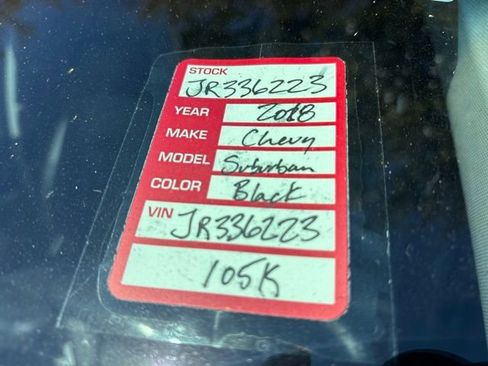 STOCK
JR336223
YEAR 2018
MAKE Chevy
MODEL Suburban
COLOR Black
VIN JR336223
105K